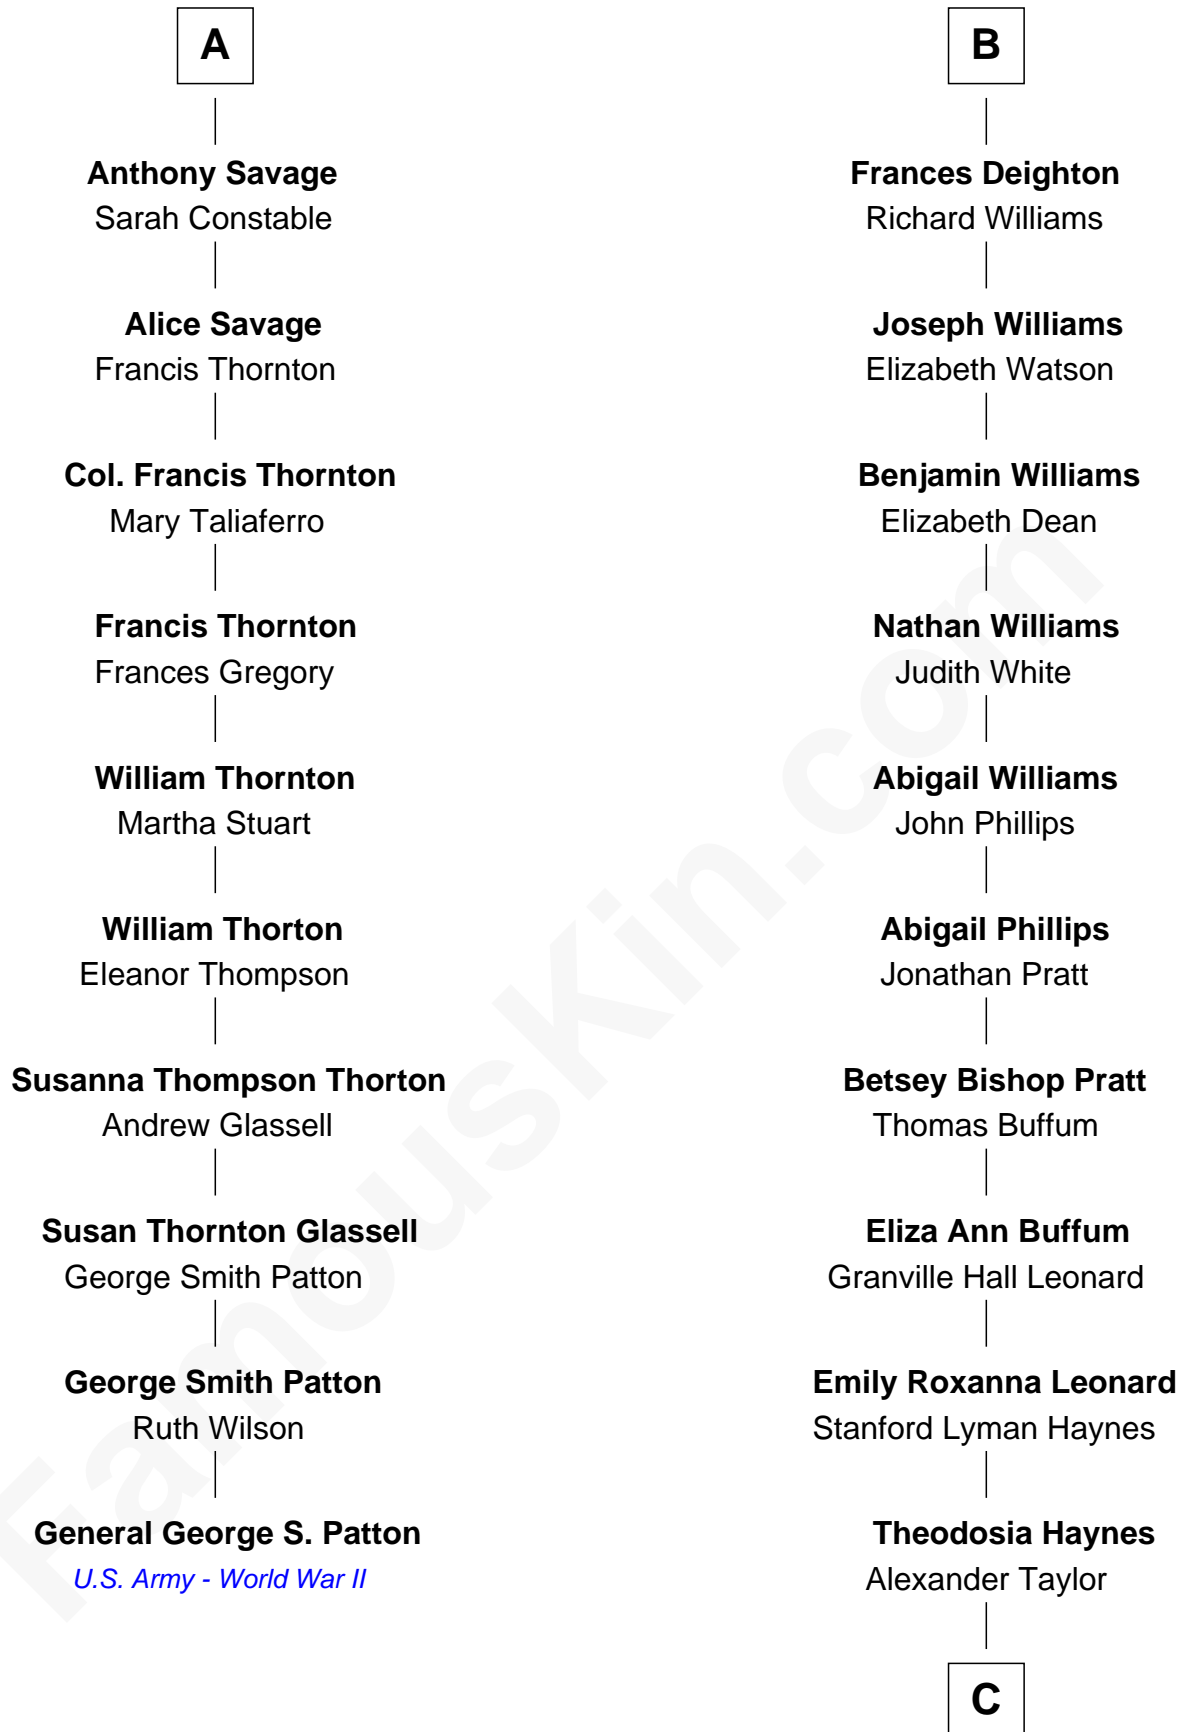 A
Anthony Savage
Sarah Constable
Alice Savage
Francis Thornton
Col. Francis Thornton
Mary Taliaferro
Francis Thornton
Frances Gregory
William Thornton
Martha Stuart
William Thorton
Eleanor Thompson
Susanna Thompson Thorton
Andrew Glassell
Susan Thornton Glassell
George Smith Patton
George Smith Patton
Ruth Wilson
General George S. Patton
U.S. Army - World War II
B
Frances Deighton
Richard Williams
Joseph Williams
Elizabeth Watson
Benjamin Williams
Elizabeth Dean
Nathan Williams
Judith White
Abigail Williams
John Phillips
Abigail Phillips
Jonathan Pratt
Betsey Bishop Pratt
Thomas Buffum
Eliza Ann Buffum
Granville Hall Leonard
Emily Roxanna Leonard
Stanford Lyman Haynes
Theodosia Haynes
Alexander Taylor
C
FamousKin.com